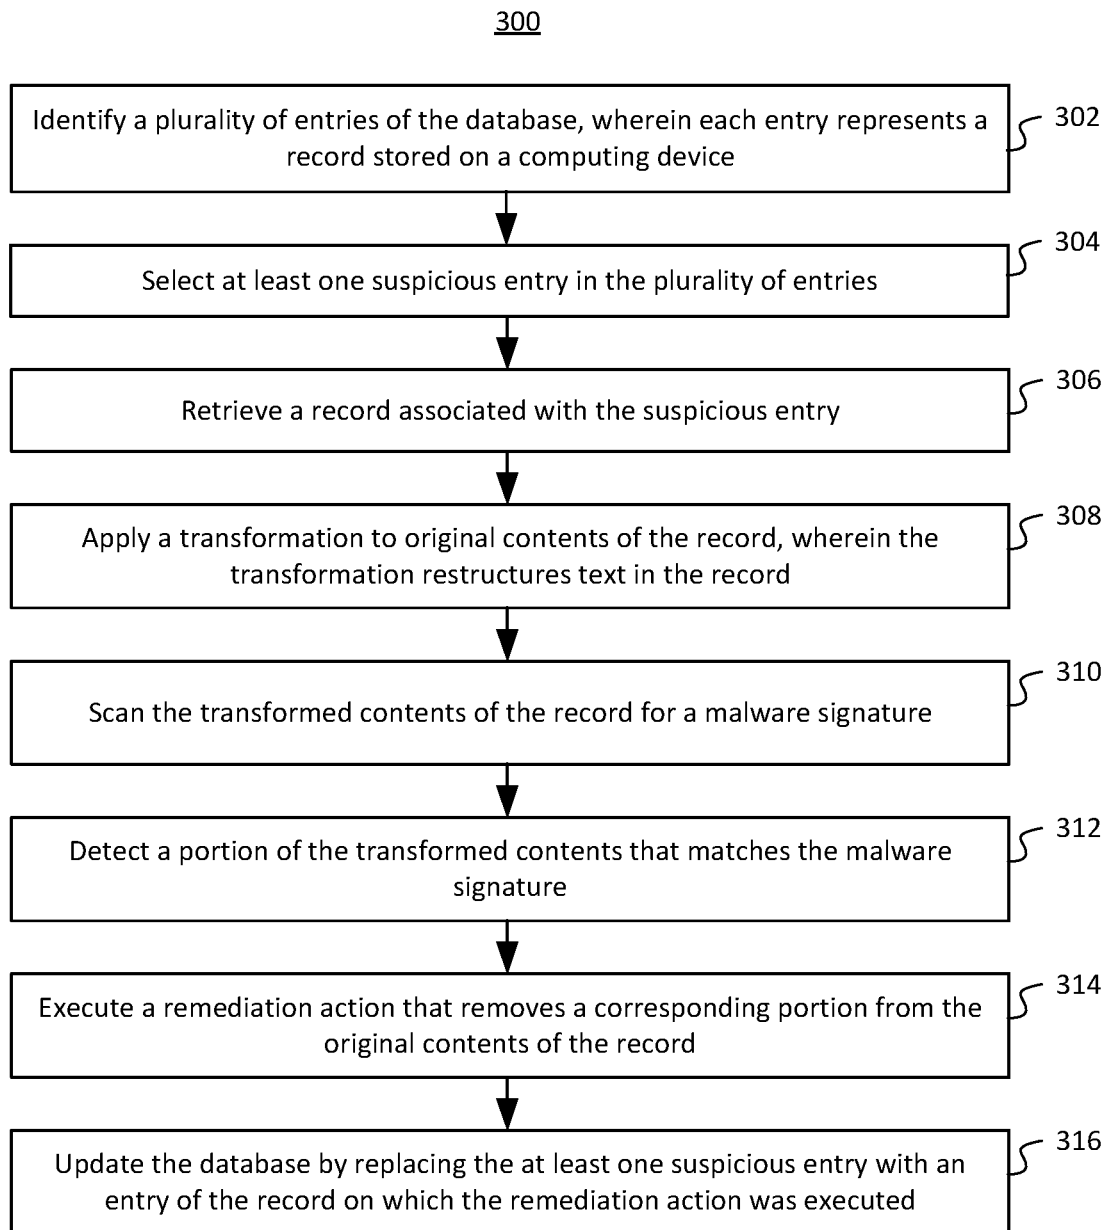 300
Identify a plurality of entries of the database, wherein each entry represents a
record stored on a computing device
302
Select at least one suspicious entry in the plurality of entries
304
Retrieve a record associated with the suspicious entry
306
Apply a transformation to original contents of the record, wherein the
transformation restructures text in the record
308
Scan the transformed contents of the record for a malware signature
310
Detect a portion of the transformed contents that matches the malware
signature
312
Execute a remediation action that removes a corresponding portion from the
original contents of the record
314
Update the database by replacing the at least one suspicious entry with an
entry of the record on which the remediation action was executed
316